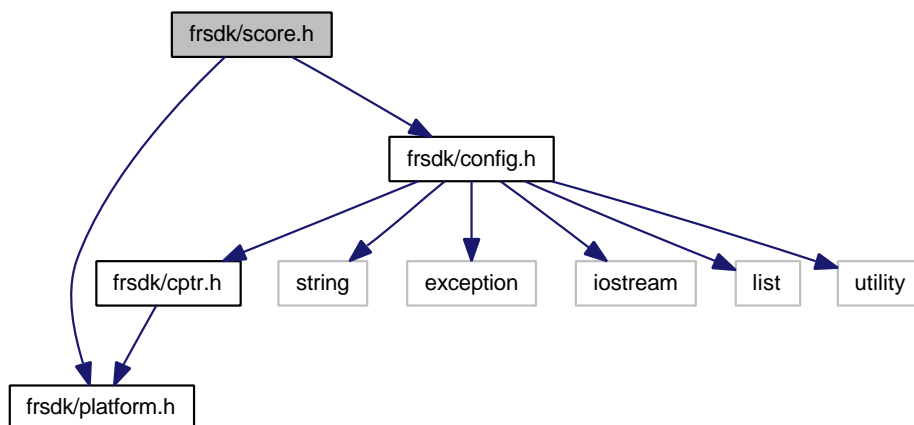 frsdk/score.h
frsdk/config.h
frsdk/cptr.h
string
exception
iostream
list
utility
frsdk/platform.h